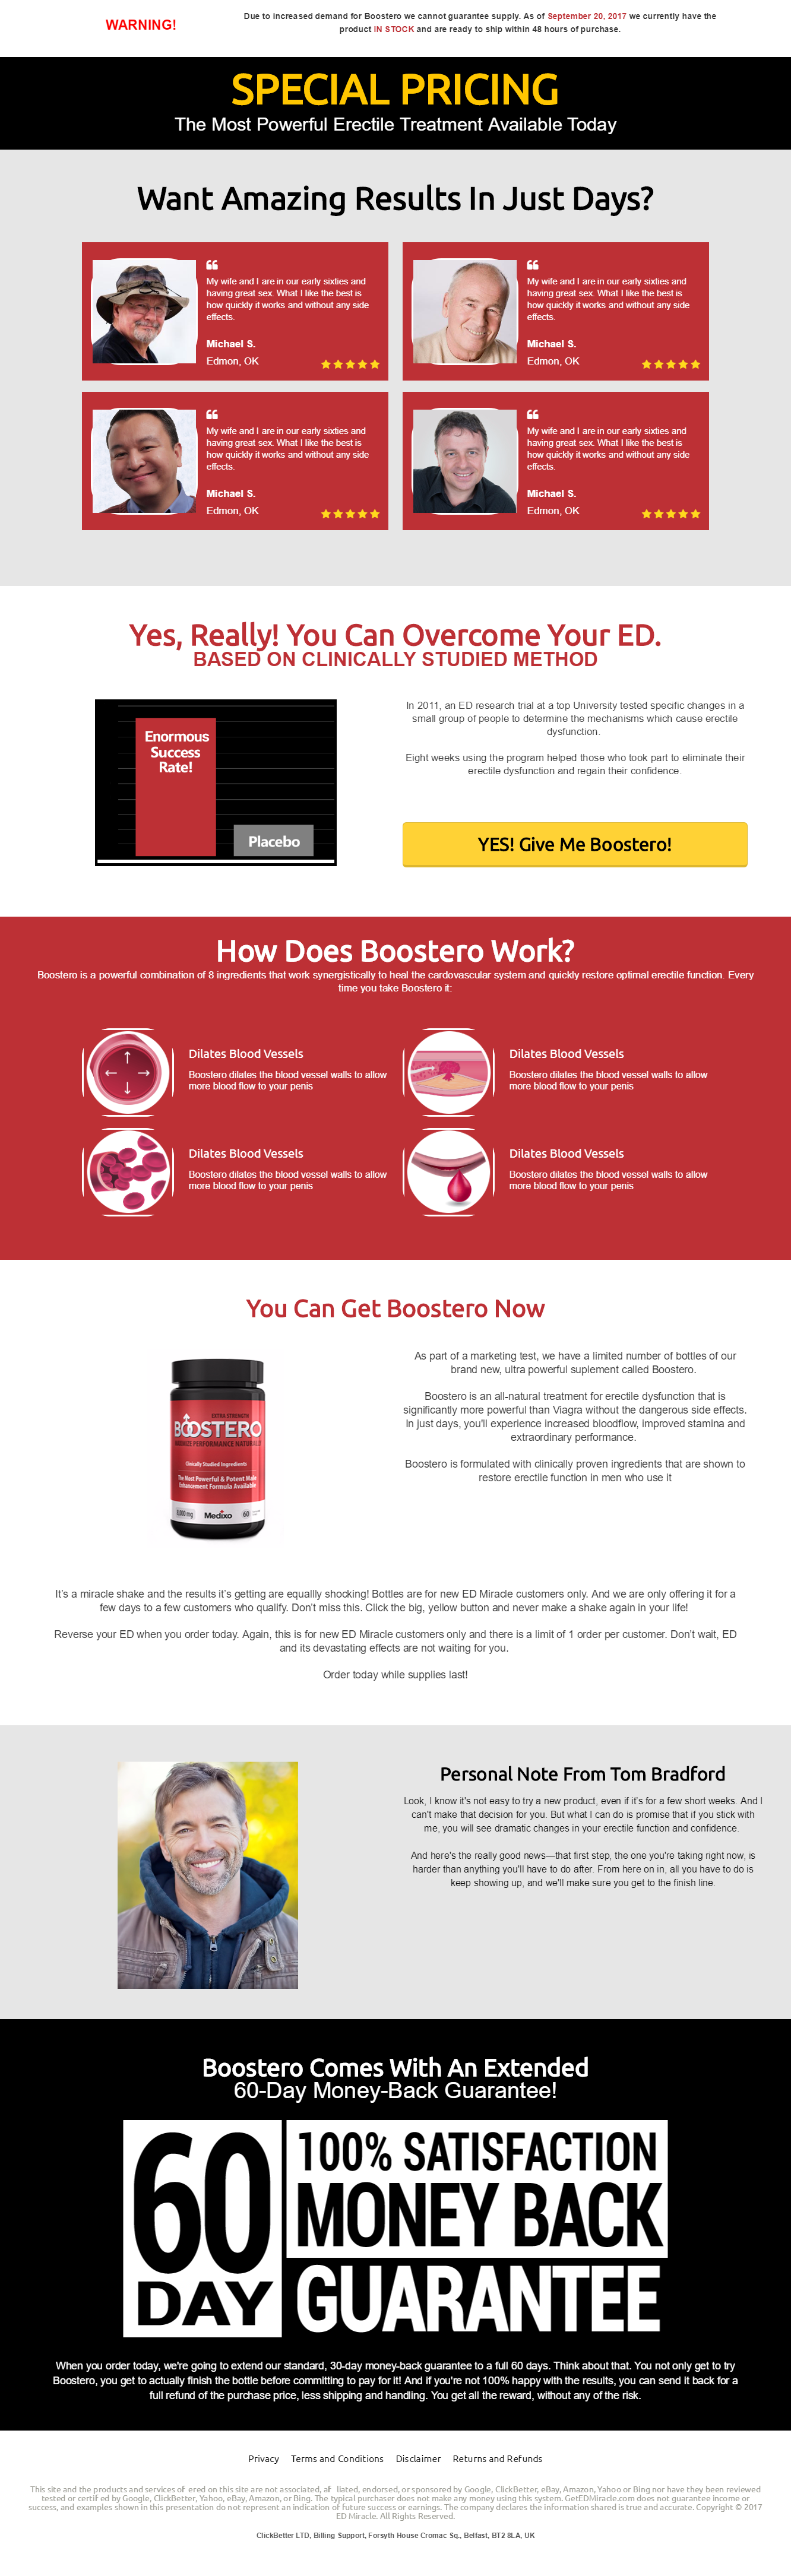 WARNING!
Due to increased demand for Boostero we cannot guarantee supply. As of September 20, 2017 we currently have the
product IN STOCK and are ready to ship within 48 hours of purchase.
SPECIAL PRICING
The Most Powerful Erectile Treatment Available Today
Want Amazing Results In Just Days?
My wife and I are in our early sixties and
having great sex. What I like the best is
how quickly it works and without any side
effects.
Michael S.
Edmon, OK
My wife and I are in our early sixties and
having great sex. What I like the best is
how quickly it works and without any side
effects.
Michael S.
Edmon, OK
My wife and I are in our early sixties and
having great sex. What I like the best is
how quickly it works and without any side
effects.
Michael S.
Edmon, OK
My wife and I are in our early sixties and
having great sex. What I like the best is
how quickly it works and without any side
effects.
Michael S.
Edmon, OK
Yes, Really! You Can Overcome Your ED.
BASED ON CLINICALLY STUDIED METHOD
Enormous
Success
Rate!
Placebo
In 2011, an ED research trial at a top University tested specific changes in a
small group of people to determine the mechanisms which cause erectile
dysfunction.
Eight weeks using the program helped those who took part to eliminate their
erectile dysfunction and regain their confidence.
YES! Give Me Boostero!
How Does Boostero Work?
Boostero is a powerful combination of 8 ingredients that work synergistically to heal the cardovascular system and quickly restore optimal erectile function. Every
time you take Boostero it:
Dilates Blood Vessels
Boostero dilates the blood vessel walls to allow
more blood flow to your penis
Dilates Blood Vessels
Boostero dilates the blood vessel walls to allow
more blood flow to your penis
Dilates Blood Vessels
Boostero dilates the blood vessel walls to allow
more blood flow to your penis
Dilates Blood Vessels
Boostero dilates the blood vessel walls to allow
more blood flow to your penis
You Can Get Boostero Now
EXTRA STRENGTH
BOOSTERO
MAXIMIZE PERFORMANCE NATURALLY
Clinically Studied Ingredients
The Most Powerful & Potent Male
Enhancement Formula Available
Medixo
60
As part of a marketing test, we have a limited number of bottles of our
brand new, ultra powerful suplement called Boostero.
Boostero is an all-natural treatment for erectile dysfunction that is
significantly more powerful than Viagra without the dangerous side effects.
In just days, you'll experience increased bloodflow, improved stamina and
extraordinary performance.
Boostero is formulated with clinically proven ingredients that are shown to
restore erectile function in men who use it
It's a miracle shake and the results it's getting are equallly shocking! Bottles are for new ED Miracle customers only. And we are only offering it for a
few days to a few customers who qualify. Don't miss this. Click the big, yellow button and never make a shake again in your life!
Reverse your ED when you order today. Again, this is for new ED Miracle customers only and there is a limit of 1 order per customer. Don't wait, ED
and its devastating effects are not waiting for you.
Order today while supplies last!
Personal Note From Tom Bradford
Look, I know it's not easy to try a new product, even if it's for a few short weeks. And I
can't make that decision for you. But what I can do is promise that if you stick with
me, you will see dramatic changes in your erectile function and confidence.
And here's the really good news—that first step, the one you're taking right now, is
harder than anything you'll have to do after. From here on in, all you have to do is
keep showing up, and we'll make sure you get to the finish line.
Boostero Comes With An Extended
60-Day Money-Back Guarantee!
60
DAY
100% SATISFACTION
MONEY BACK
GUARANTEE
When you order today, we're going to extend our standard, 30-day money-back guarantee to a full 60 days. Think about that. You not only get to try
Boostero, you get to actually finish the bottle before committing to pay for it! And if you're not 100% happy with the results, you can send it back for a
full refund of the purchase price, less shipping and handling. You get all the reward, without any of the risk.
Privacy Terms and Conditions Disclaimer Returns and Refunds
This site and the products and services of ered on this site are not associated, af liated, endorsed, or sponsored by Google, ClickBetter, eBay, Amazon, Yahoo or Bing nor have they been reviewed
tested or certif ed by Google, ClickBetter, Yahoo, eBay, Amazon, or Bing. The typical purchaser does not make any money using this system. GetEDMiracle.com does not guarantee income or
success, and examples shown in this presentation do not represent an indication of future success or earnings. The company declares the information shared is true and accurate. Copyright © 2017
ED Miracle. All Rights Reserved.
ClickBetter LTD, Billing Support, Forsyth House Cromac Sq., Belfast, BT2 8LA, UK